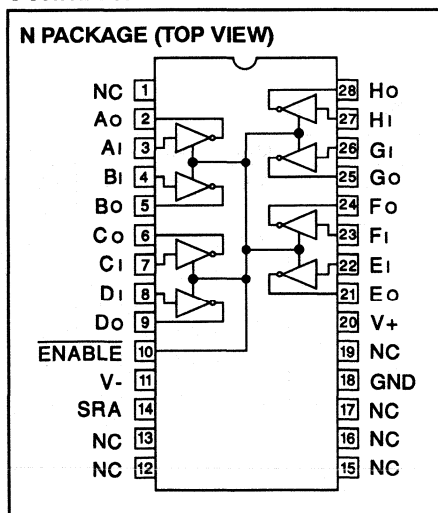 N PACKAGE (TOP VIEW)
NC 1
AO 2
AI 3
BI 4
BO 5
CO 6
CI 7
DI 8
DO 9
ENABLE 10
V- 11
SRA 14
NC 13
NC 12
28 HO
27 HI
26 GI
25 GO
24 FO
23 FI
22 EI
21 EO
20 V+
19 NC
18 GND
17 NC
16 NC
15 NC